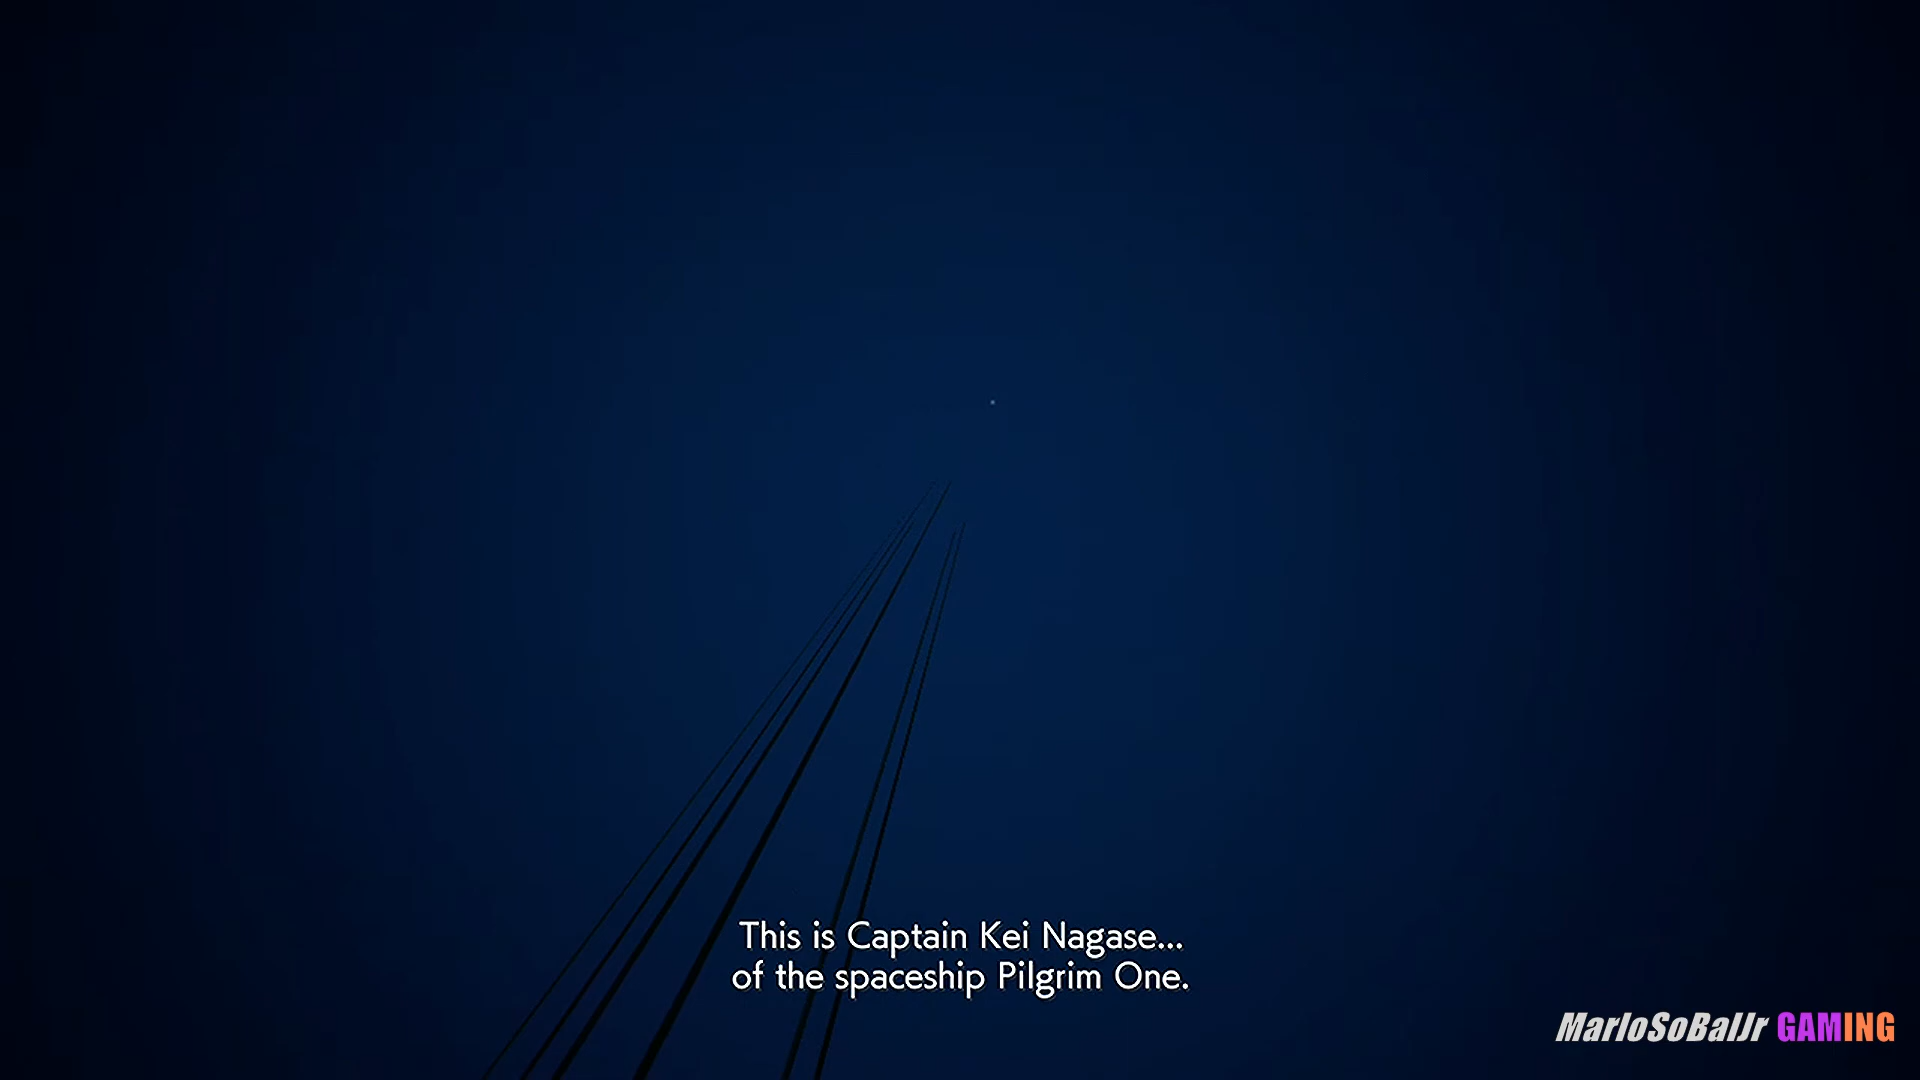 This is Captain Kei Nagase...
of the spaceship Pilgrim One.
MarloSoBalJr GAMING